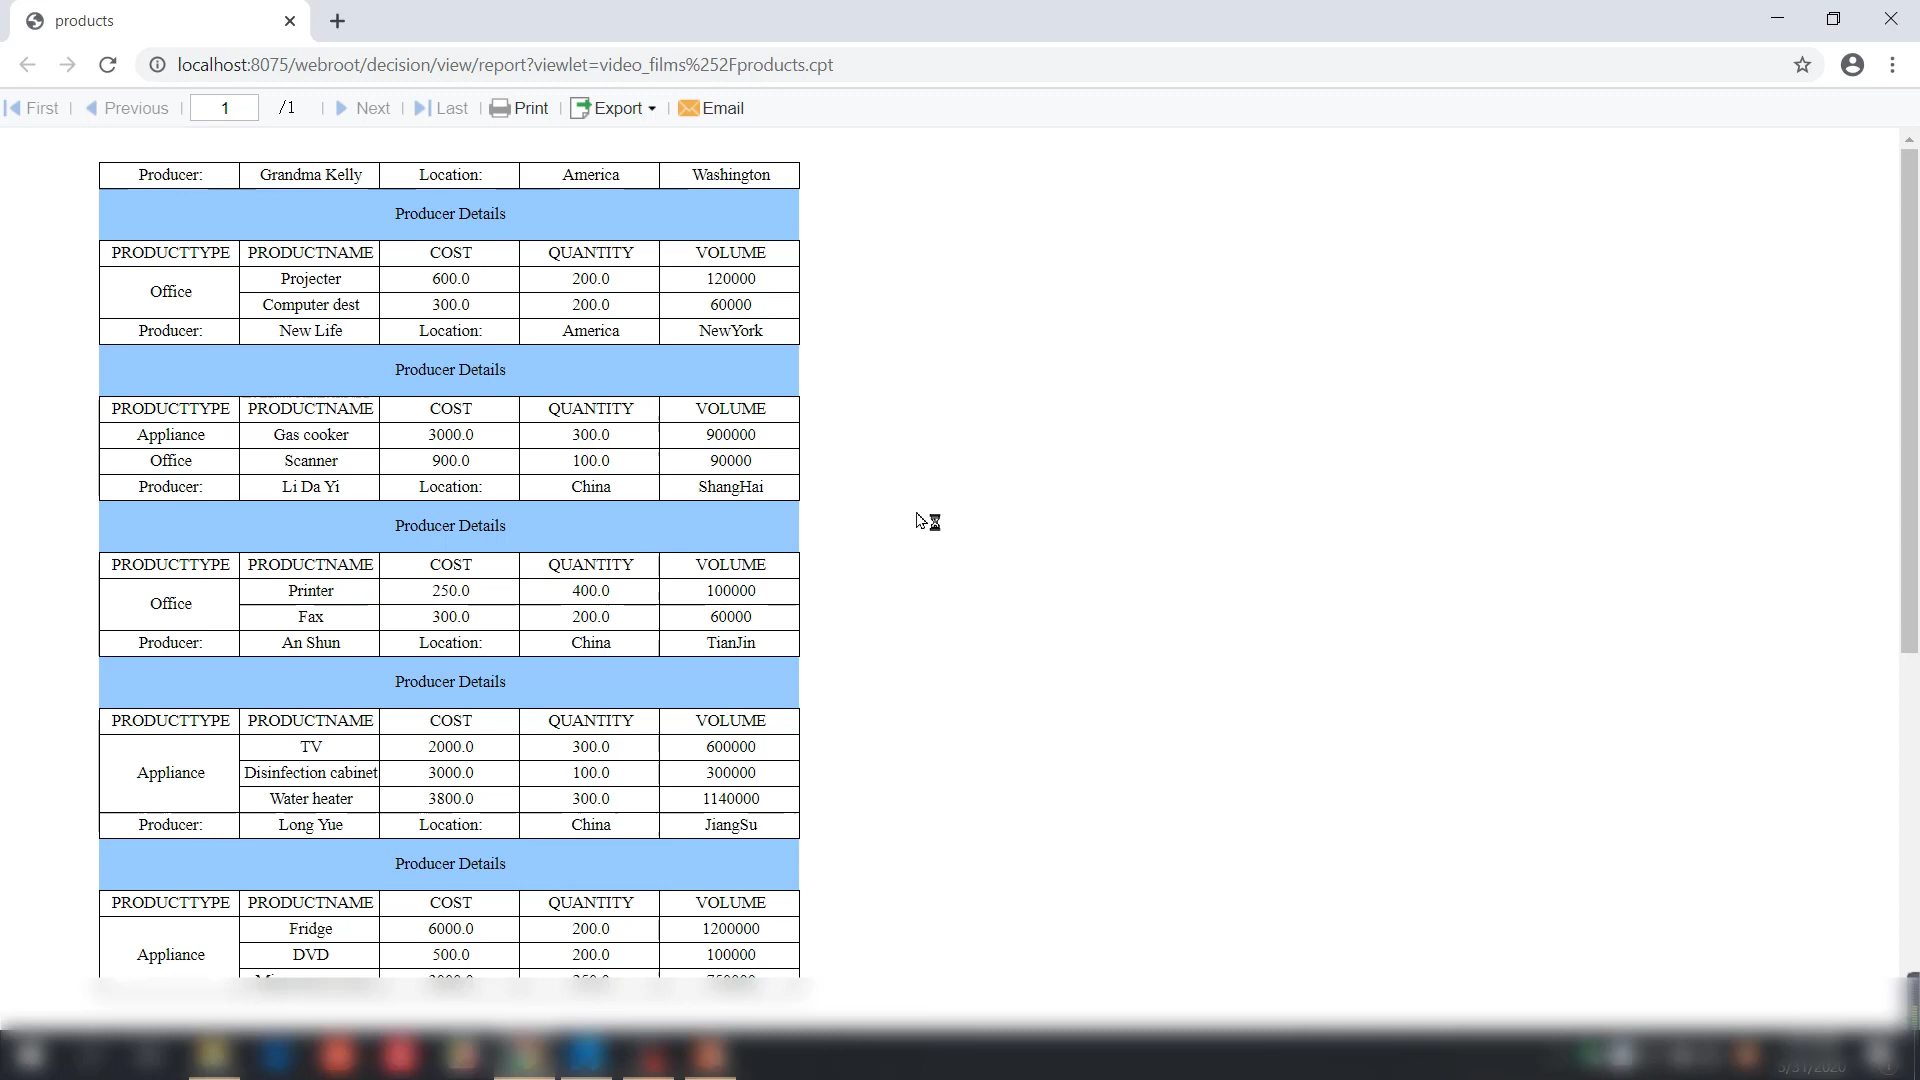 products
localhost:8075/webroot/decision/view/report?viewlet=video_films%252Fproducts.cpt
First Previous 1 /1 Next Last Print Export Email
Producer: Grandma Kelly Location: America Washington
Producer Details
PRODUCTTYPE PRODUCTNAME COST QUANTITY VOLUME
Office Projecter 600.0 200.0 120000
Computer dest 300.0 200.0 60000
Producer: New Life Location: America NewYork
Producer Details
PRODUCTTYPE PRODUCTNAME COST QUANTITY VOLUME
Appliance Gas cooker 3000.0 300.0 900000
Office Scanner 900.0 100.0 90000
Producer: Li Da Yi Location: China ShangHai
Producer Details
PRODUCTTYPE PRODUCTNAME COST QUANTITY VOLUME
Office Printer 250.0 400.0 100000
Fax 300.0 200.0 60000
Producer: An Shun Location: China TianJin
Producer Details
PRODUCTTYPE PRODUCTNAME COST QUANTITY VOLUME
Appliance TV 2000.0 300.0 600000
Disinfection cabinet 3000.0 100.0 300000
Water heater 3800.0 300.0 1140000
Producer: Long Yue Location: China JiangSu
Producer Details
PRODUCTTYPE PRODUCTNAME COST QUANTITY VOLUME
Appliance Fridge 6000.0 200.0 1200000
DVD 500.0 200.0 100000